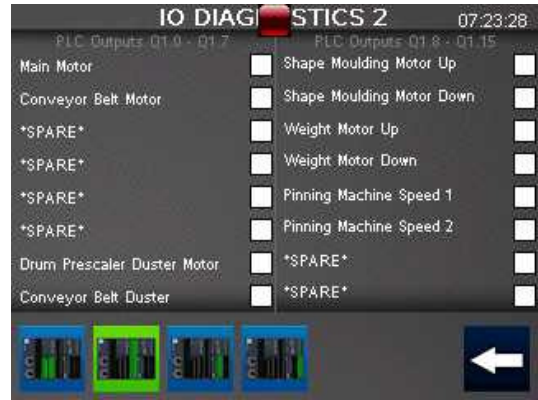 IO DIAG STICS 2
07:23:28
PLC Outputs Q1.0 - Q1.7
Main Motor
Conveyor Belt Motor
*SPARE*
*SPARE*
*SPARE*
*SPARE*
Drum Prescaler Duster Motor
Conveyor Belt Duster
PLC Outputs Q1.8 - Q1.15
Shape Moulding Motor Up
Shape Moulding Motor Down
Weight Motor Up
Weight Motor Down
Pinning Machine Speed 1
Pinning Machine Speed 2
*SPARE*
*SPARE*